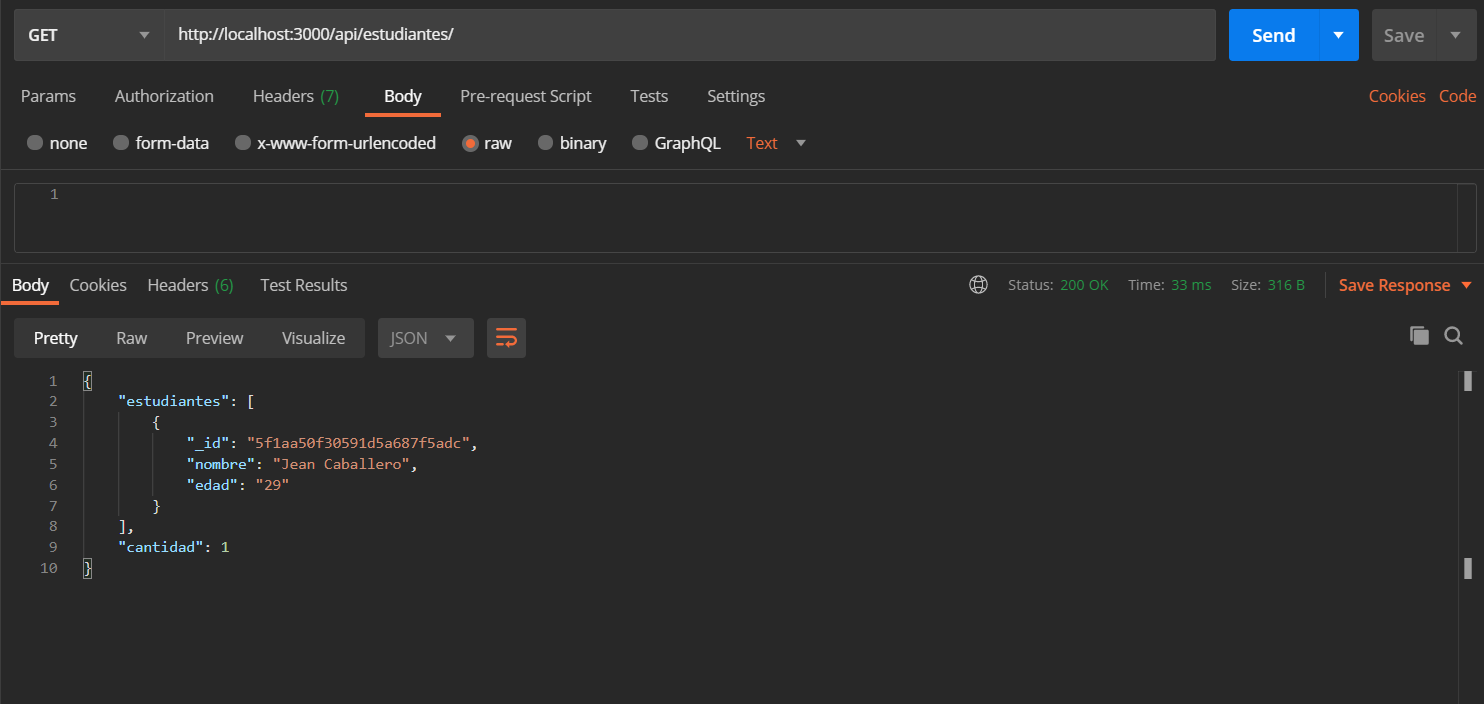 GET http://localhost:3000/api/estudiantes/ Send Save
Params Authorization Headers (7) Body Pre-request Script Tests Settings Cookies Code
none form-data x-www-form-urlencoded raw binary GraphQL Text
1
Body Cookies Headers (6) Test Results Status: 200 OK Time: 33 ms Size: 316 B Save Response
Pretty Raw Preview Visualize JSON
1 {
2 "estudiantes": [
3 {
4 "_id": "5f1aa50f30591d5a687f5adc",
5 "nombre": "Jean Caballero",
6 "edad": "29"
7 }
8 ],
9 "cantidad": 1
10 }